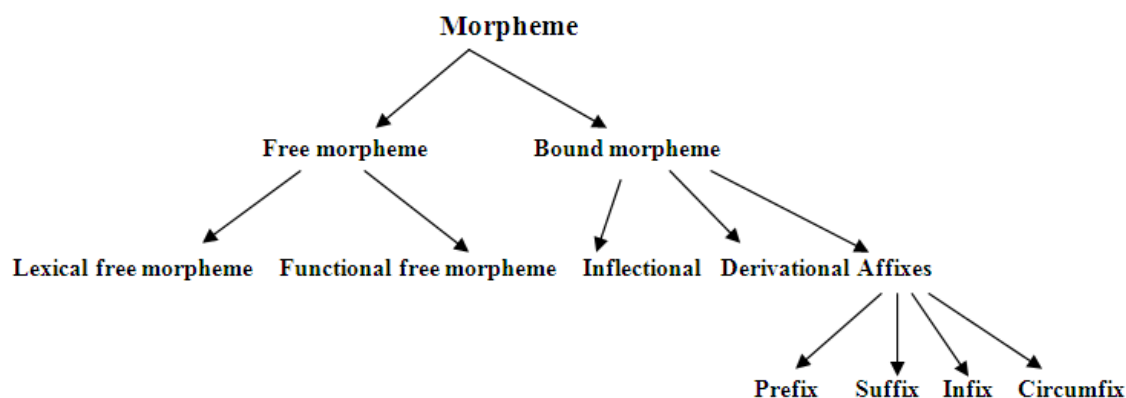 Morpheme
Free morpheme Bound morpheme
Lexical free morpheme Functional free morpheme Inflectional Derivational Affixes
Prefix Suffix Infix Circumfix